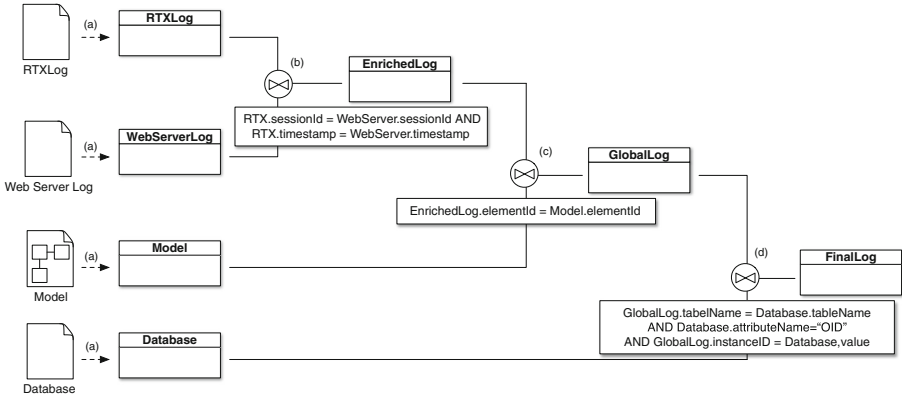 (a)
RTXLog
RTXLog
(b)
EnrichedLog
RTX.sessionId = WebServer.sessionId AND
RTX.timestamp = WebServer.timestamp
(a)
WebServerLog
Web Server Log
(c)
GlobalLog
EnrichedLog.elementId = Model.elementId
(a)
Model
Model
(d)
FinalLog
GlobalLog.tabelName = Database.tableName
AND Database.attributeName=“OID”
AND GlobalLog.instanceID = Database,value
(a)
Database
Database